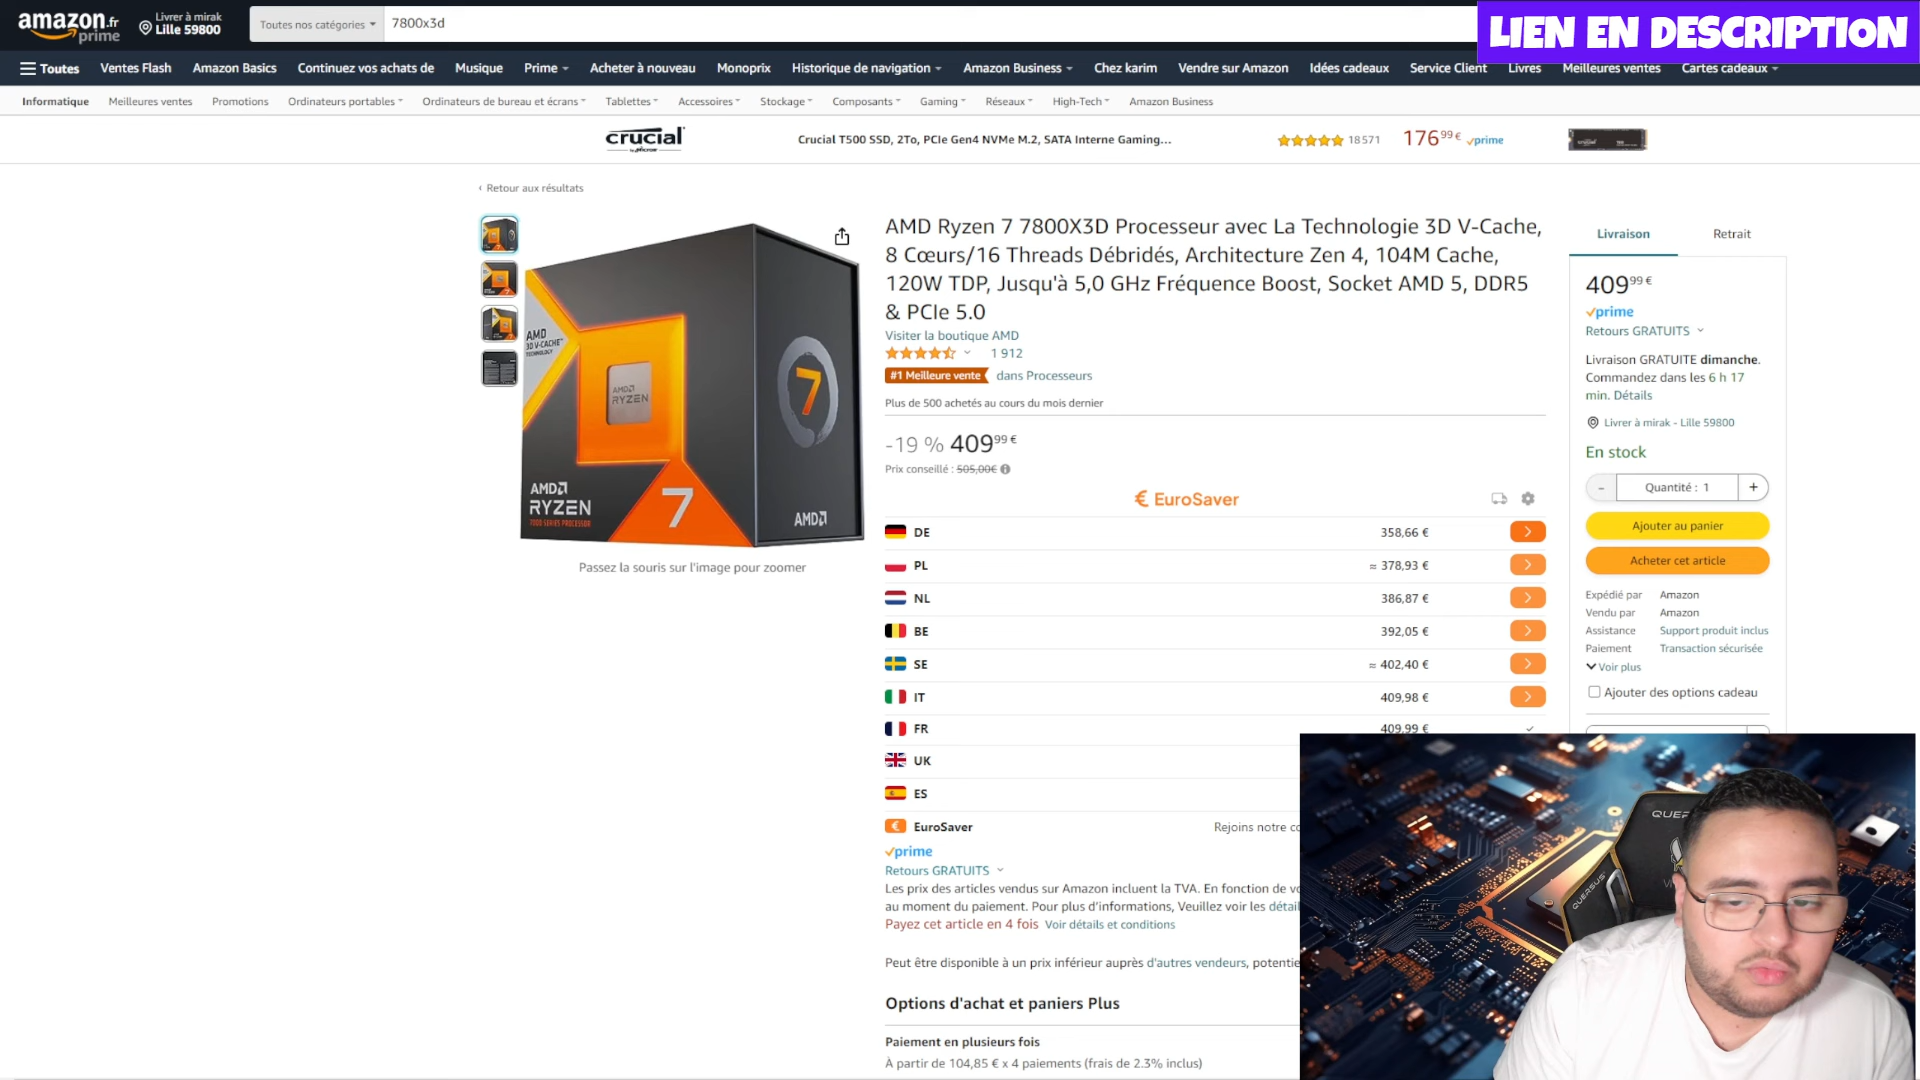 amazon.fr
prime
Livrer à mirak
Lille 59800
Toutes nos catégories
7800x3d
LIEN EN DESCRIPTION
Toutes
Ventes Flash
Amazon Basics
Continuez vos achats de
Musique
Prime
Acheter à nouveau
Monoprix
Historique de navigation
Amazon Business
Chez karim
Vendre sur Amazon
Idées cadeaux
Service Client
Livres
Meilleures ventes
Cartes cadeaux
Informatique
Meilleures ventes
Promotions
Ordinateurs portables
Ordinateurs de bureau et écrans
Tablettes
Accessoires
Stockage
Composants
Gaming
Réseaux
High-Tech
Amazon Business
crucial
Crucial T500 SSD, 2To, PCIe Gen4 NVMe M.2, SATA Interne Gaming...
18 571
176,99 €
prime
‹ Retour aux résultats
AMD Ryzen 7 7800X3D Processeur avec La Technologie 3D V-Cache,
8 Cœurs/16 Threads Débridés, Architecture Zen 4, 104M Cache,
120W TDP, Jusqu'à 5,0 GHz Fréquence Boost, Socket AMD 5, DDR5
& PCIe 5.0
Visiter la boutique AMD
1 912
#1 Meilleure vente
dans Processeurs
Plus de 500 achetés au cours du mois dernier
-19 % 409,99 €
Prix conseillé : 505,00€
€ EuroSaver
DE 358,66 €
PL ≈ 378,93 €
NL 386,87 €
BE 392,05 €
SE ≈ 402,40 €
IT 409,98 €
FR 409,99 €
UK
ES
EuroSaver
Rejoins notre
prime
Retours GRATUITS
Les prix des articles vendus sur Amazon incluent la TVA. En fonction de
au moment du paiement. Pour plus d'informations, Veuillez voir les
Payez cet article en 4 fois Voir détails et conditions
Peut être disponible à un prix inférieur auprès d'autres vendeurs,
Options d'achat et paniers Plus
Paiement en plusieurs fois
À partir de 104,85 € x 4 paiements (frais de 2.3% inclus)
AMD
3D V-CACHE
TECHNOLOGY
AMD
RYZEN
7
AMD
RYZEN
7000 SERIES PROCESSOR
7
AMD
Passez la souris sur l'image pour zoomer
Livraison
Retrait
409,99 €
prime
Retours GRATUITS
Livraison GRATUITE dimanche.
Commandez dans les 6 h 17
min. Détails
Livrer à mirak - Lille 59800
En stock
- Quantité : 1 +
Ajouter au panier
Acheter cet article
Expédié par Amazon
Vendu par Amazon
Assistance Support produit inclus
Paiement Transaction sécurisée
Voir plus
Ajouter des options cadeau
QUERSUS